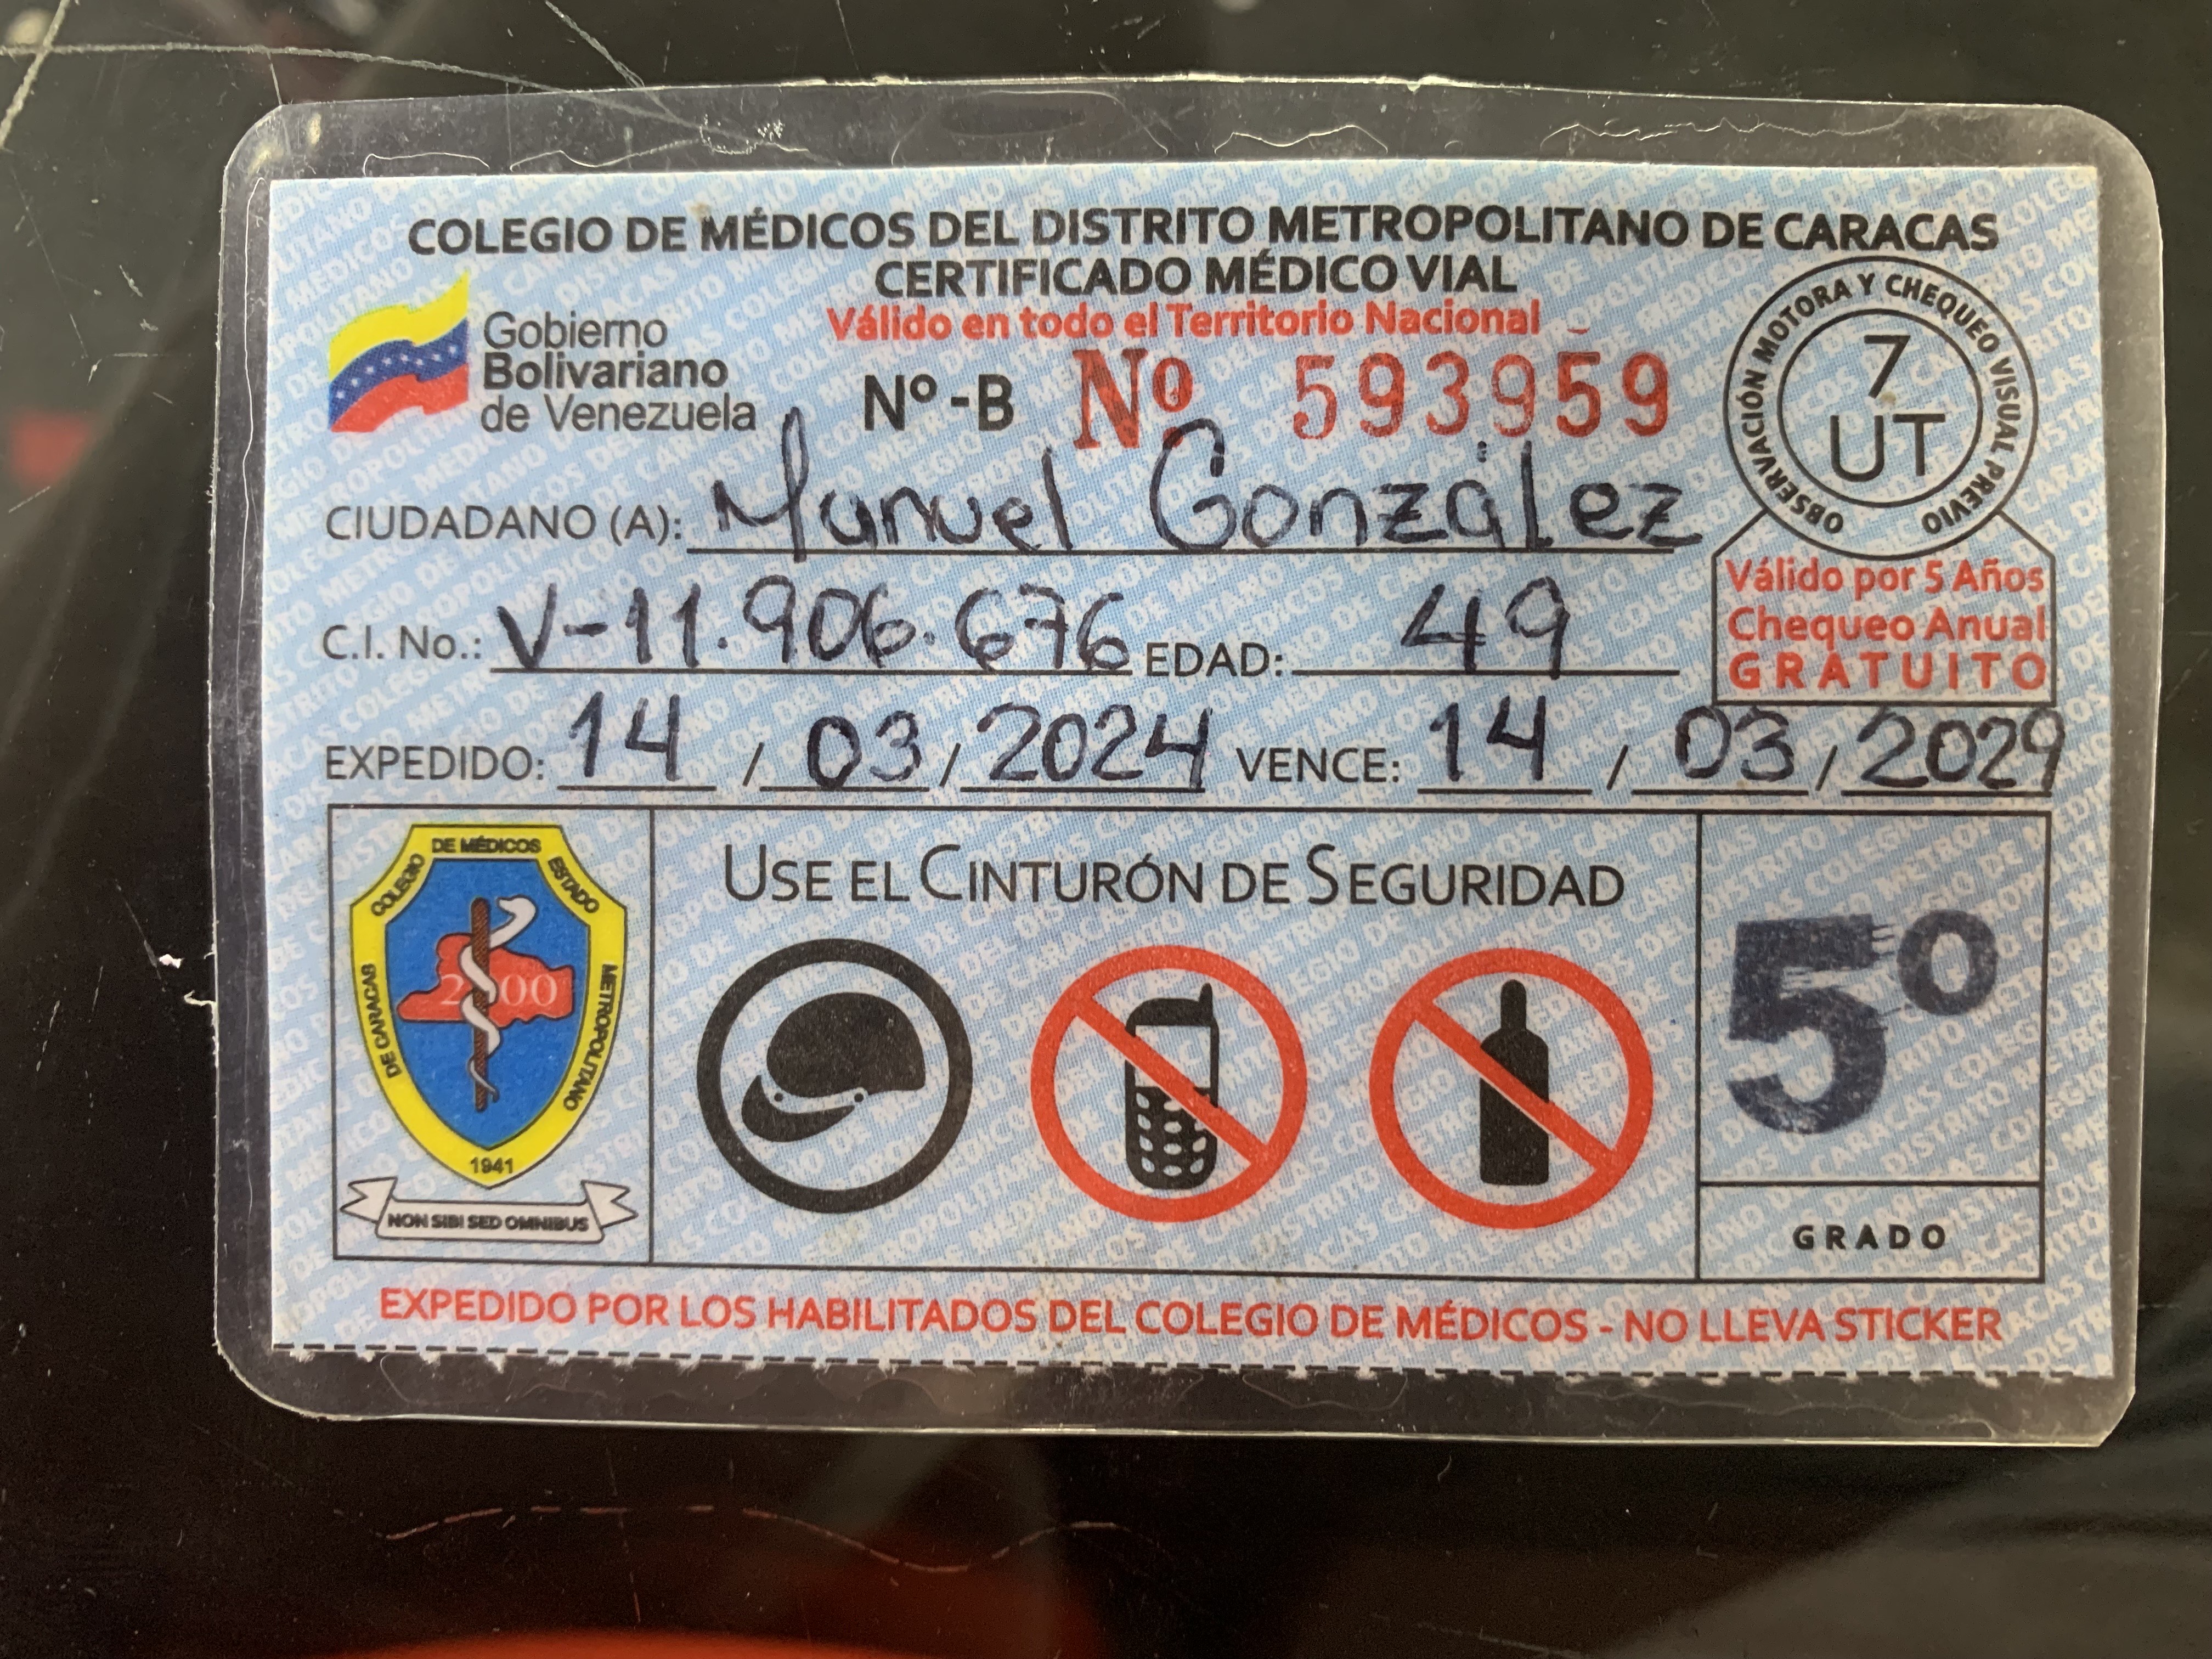 COLEGIO DE MÉDICOS DEL DISTRITO METROPOLITANO DE CARACAS
CERTIFICADO MÉDICO VIAL
Válido en todo el Territorio Nacional
Gobierno
Bolivariano
de Venezuela
Nº-B Nº 593959
OBSERVACIÓN MOTORA Y CHEQUEO VISUAL PREVIO
7
UT
CIUDADANO (A): Manuel González
Válido por 5 Años
Chequeo Anual
GRATUITO
C.I. No.: V-11.906.676 EDAD: 49
EXPEDIDO: 14 / 03 / 2024 VENCE: 14 / 03 / 2029
COLEGIO DE MÉDICOS ESTADO METROPOLITANO DE CARACAS
2000
1941
NON SIBI SED OMNIBUS
USE EL CINTURÓN DE SEGURIDAD
5º
GRADO
EXPEDIDO POR LOS HABILITADOS DEL COLEGIO DE MÉDICOS - NO LLEVA STICKER